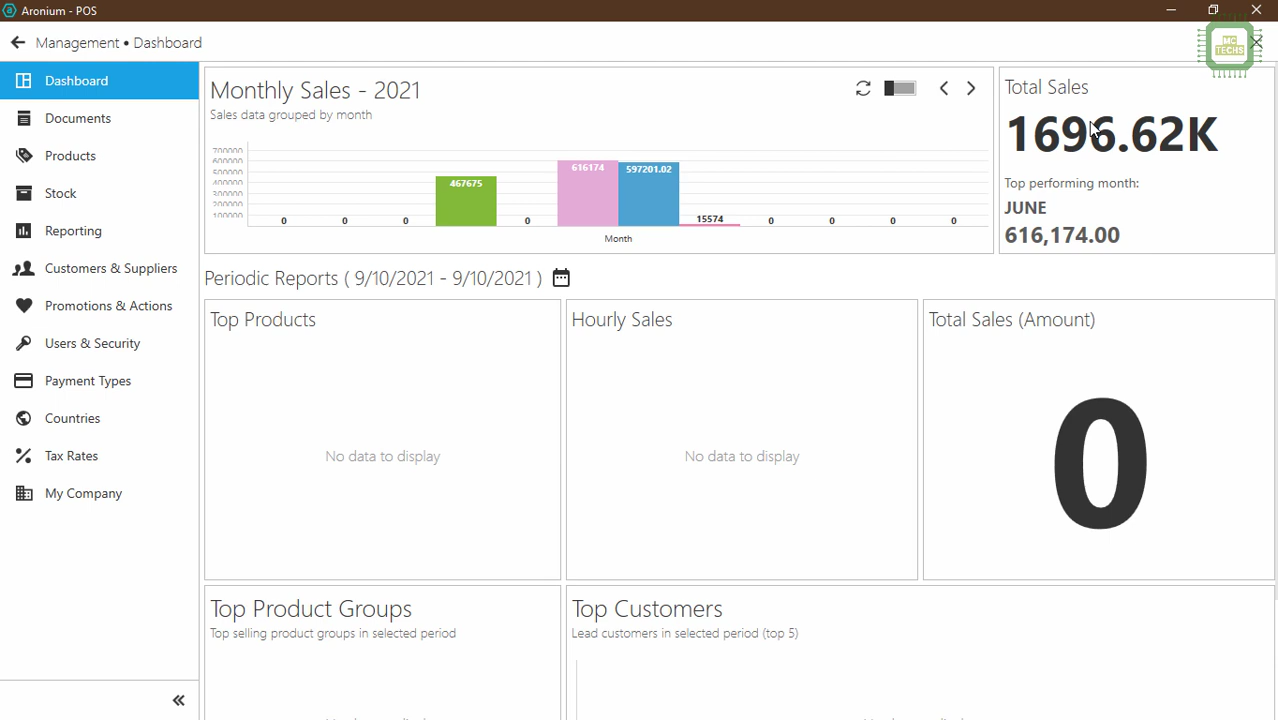 Aronium - POS
Management • Dashboard
MC
TECHS
Dashboard
Documents
Products
Stock
Reporting
Customers & Suppliers
Promotions & Actions
Users & Security
Payment Types
Countries
Tax Rates
My Company
Monthly Sales - 2021
Sales data grouped by month
700000
600000
500000
400000
300000
200000
100000
0 0 0 467675 0 616174 597201.02 15574 0 0 0 0
Month
Total Sales
1696.62K
Top performing month:
JUNE
616,174.00
Periodic Reports ( 9/10/2021 - 9/10/2021 )
Top Products
No data to display
Hourly Sales
No data to display
Total Sales (Amount)
0
Top Product Groups
Top selling product groups in selected period
Top Customers
Lead customers in selected period (top 5)